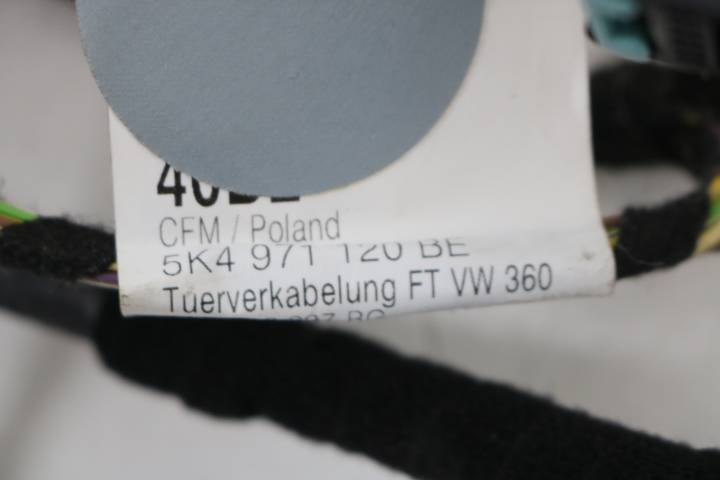 CFM / Poland
5K4 971 120 BE
Tuerverkabelung FT VW 360